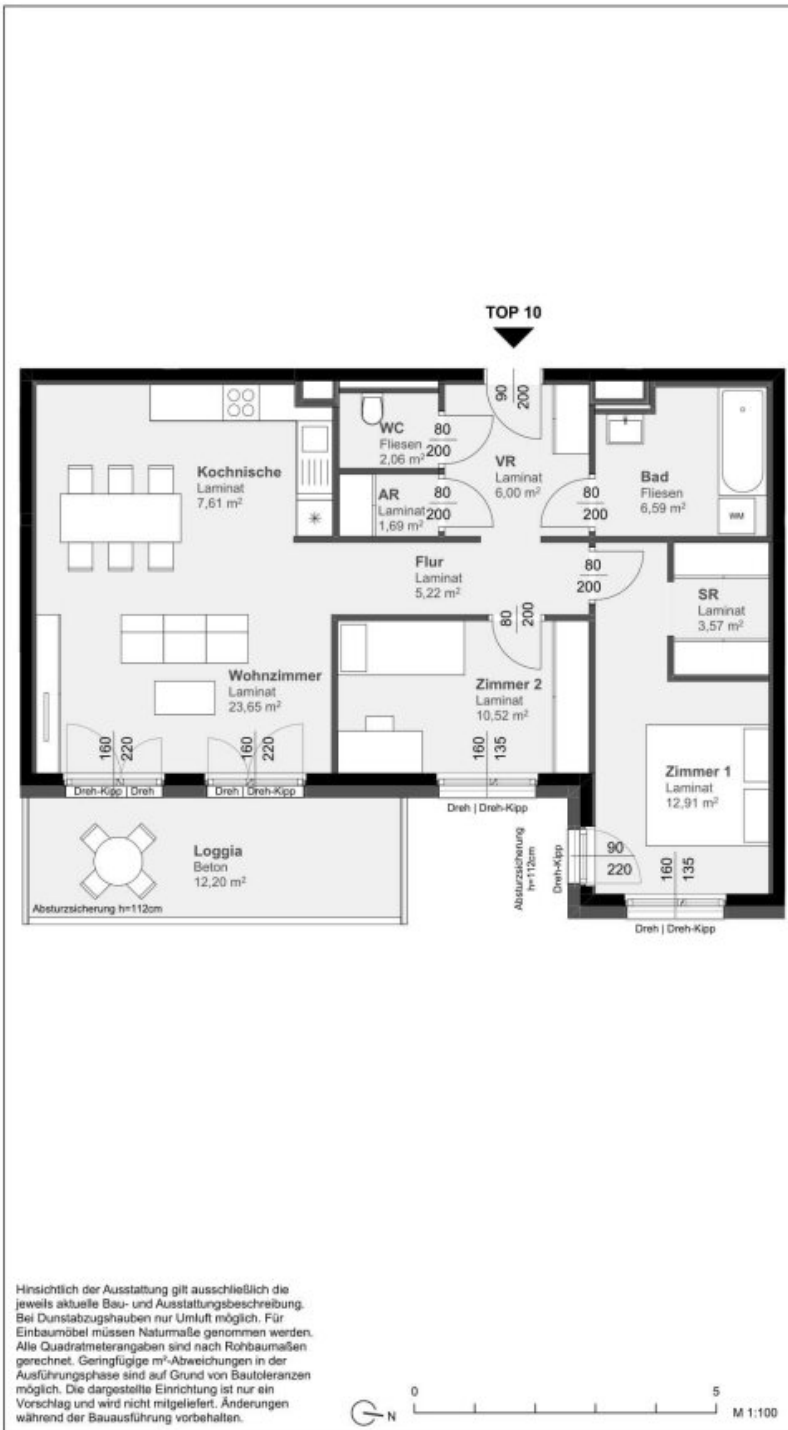 TOP 10
90
200
WC
Fliesen
2,06 m²
80
200
VR
Laminat
6,00 m²
Kochnische
Laminat
7,61 m²
AR
Laminat
1,69 m²
80
200
80
200
Bad
Fliesen
6,59 m²
WM
Flur
Laminat
5,22 m²
80
200
SR
Laminat
3,57 m²
80
200
Wohnzimmer
Laminat
23,65 m²
Zimmer 2
Laminat
10,52 m²
160
220
160
220
160
135
Zimmer 1
Laminat
12,91 m²
Dreh-Kipp | Dreh
Dreh | Dreh-Kipp
Dreh | Dreh-Kipp
Loggia
Beton
12,20 m²
Absturzsicherung h=112cm
Absturzsicherung
h=112cm
Dreh-Kipp
90
220
160
135
Dreh | Dreh-Kipp
Hinsichtlich der Ausstattung gilt ausschließlich die
jeweils aktuelle Bau- und Ausstattungsbeschreibung.
Bei Dunstabzugshauben nur Umluft möglich. Für
Einbaumöbel müssen Naturmaße genommen werden.
Alle Quadratmeterangaben sind nach Rohbaumaßen
gerechnet. Geringfügige m²-Abweichungen in der
Ausführungsphase sind auf Grund von Bautoleranzen
möglich. Die dargestellte Einrichtung ist nur ein
Vorschlag und wird nicht mitgeliefert. Änderungen
während der Bauausführung vorbehalten.
N
0
5
M 1:100